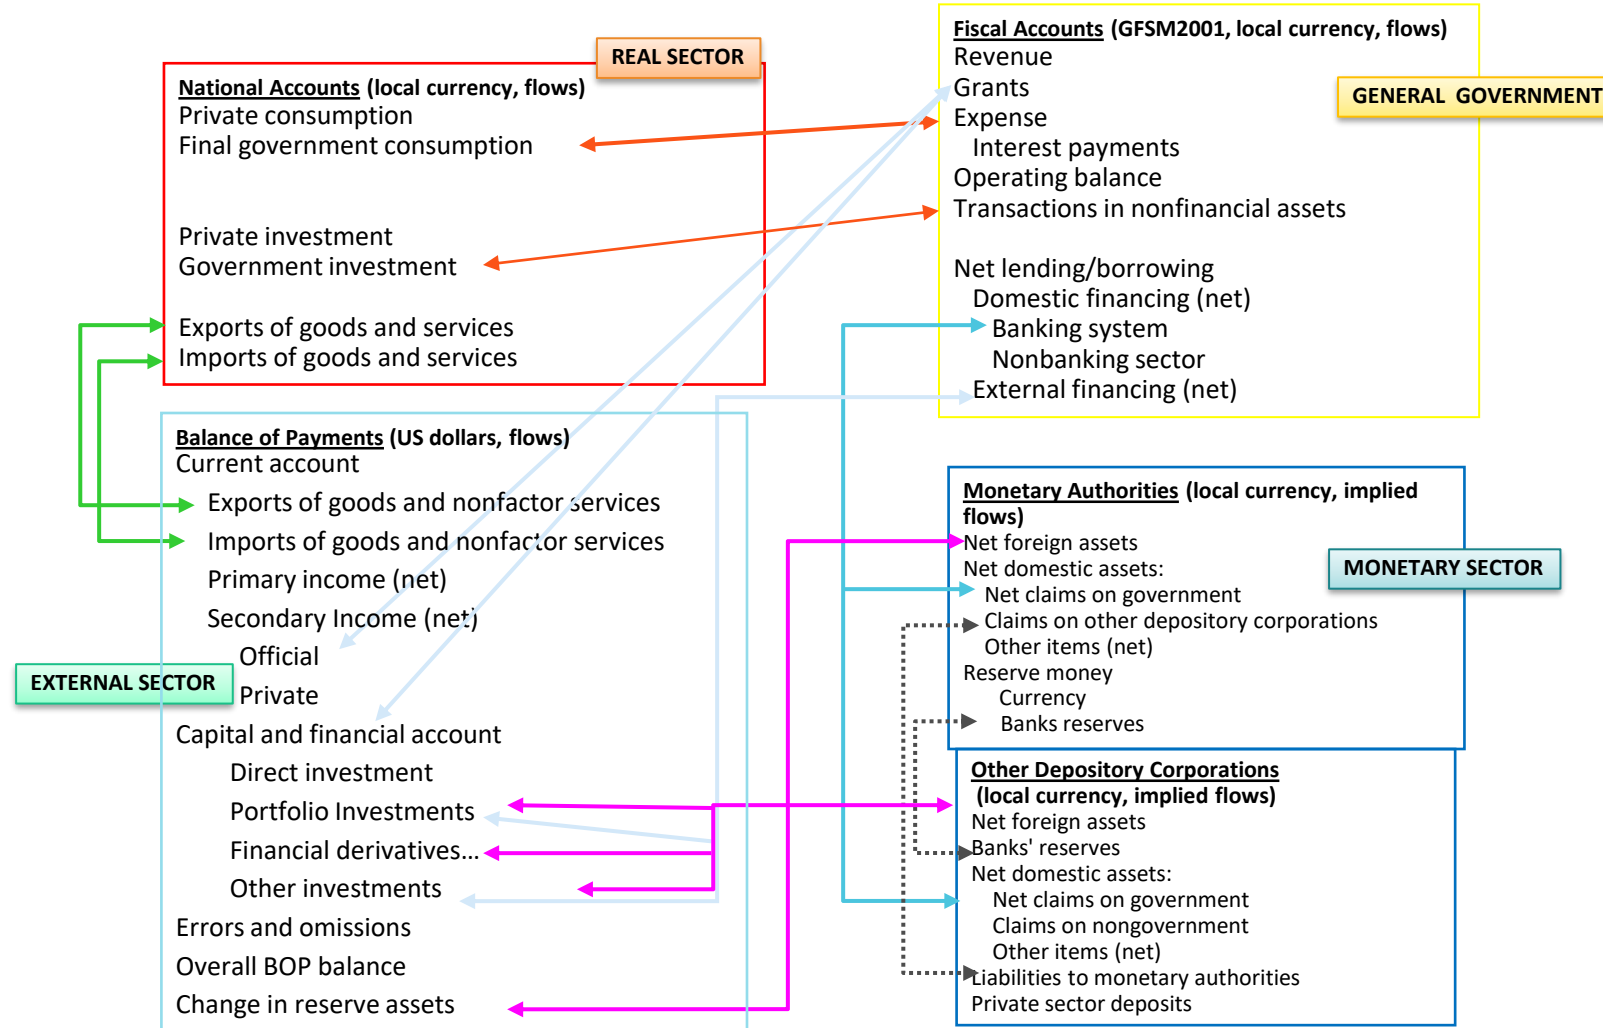 REAL SECTOR
National Accounts (local currency, flows)
Private consumption
Final government consumption
Private investment
Government investment
Exports of goods and services
Imports of goods and services
Fiscal Accounts (GFSM2001, local currency, flows)
Revenue
Grants
Expense
Interest payments
Operating balance
Transactions in nonfinancial assets
Net lending/borrowing
Domestic financing (net)
Banking system
Nonbanking sector
External financing (net)
GENERAL GOVERNMENT
Balance of Payments (US dollars, flows)
Current account
Exports of goods and nonfactor services
Imports of goods and nonfactor services
Primary income (net)
Secondary Income (net)
Official
Private
Capital and financial account
Direct investment
Portfolio Investments
Financial derivatives...
Other investments
Errors and omissions
Overall BOP balance
Change in reserve assets
EXTERNAL SECTOR
Monetary Authorities (local currency, implied
flows)
Net foreign assets
Net domestic assets:
Net claims on government
Claims on other depository corporations
Other items (net)
Reserve money
Currency
Banks reserves
MONETARY SECTOR
Other Depository Corporations
(local currency, implied flows)
Net foreign assets
Banks' reserves
Net domestic assets:
Net claims on government
Claims on nongovernment
Other items (net)
Liabilities to monetary authorities
Private sector deposits